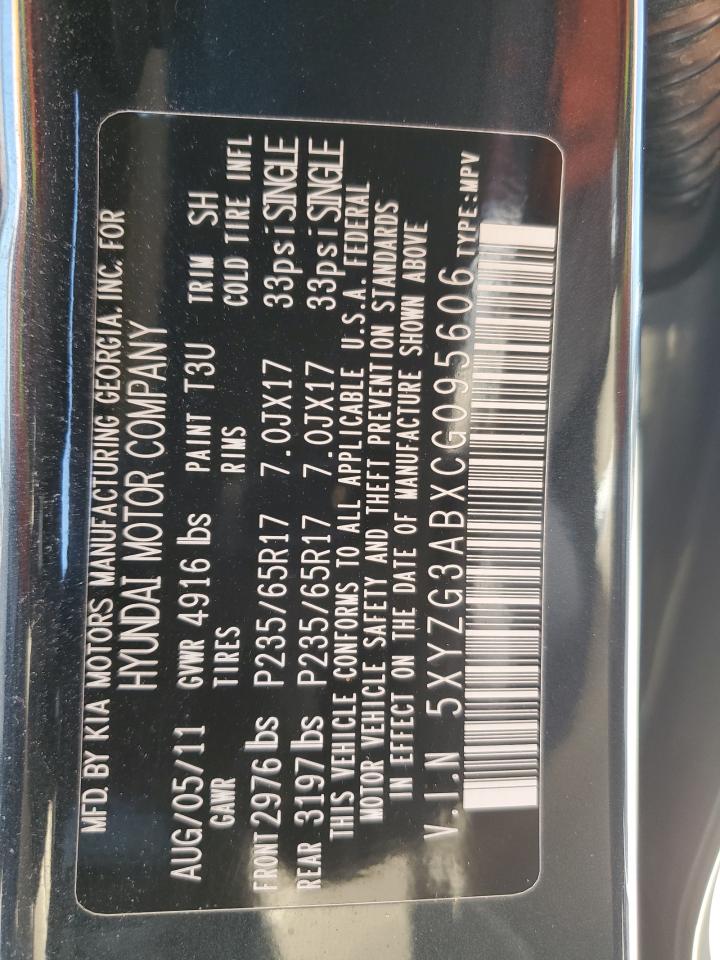 MFD. BY KIA MOTORS MANUFACTURING GEORGIA, INC. FOR
HYUNDAI MOTOR COMPANY
AUG/05/11 GVWR 4916 lbs PAINT T3U TRIM SH
GAWR TIRES RIMS COLD TIRE INFL
FRONT 2976 lbs P235/65R17 7.0JX17 33psi SINGLE
REAR 3197 lbs P235/65R17 7.0JX17 33psi SINGLE
THIS VEHICLE CONFORMS TO ALL APPLICABLE U.S.A. FEDERAL
MOTOR VEHICLE SAFETY AND THEFT PREVENTION STANDARDS
IN EFFECT ON THE DATE OF MANUFACTURE SHOWN ABOVE
V.I.N 5XYZG3ABXCG095606 TYPE:MPV